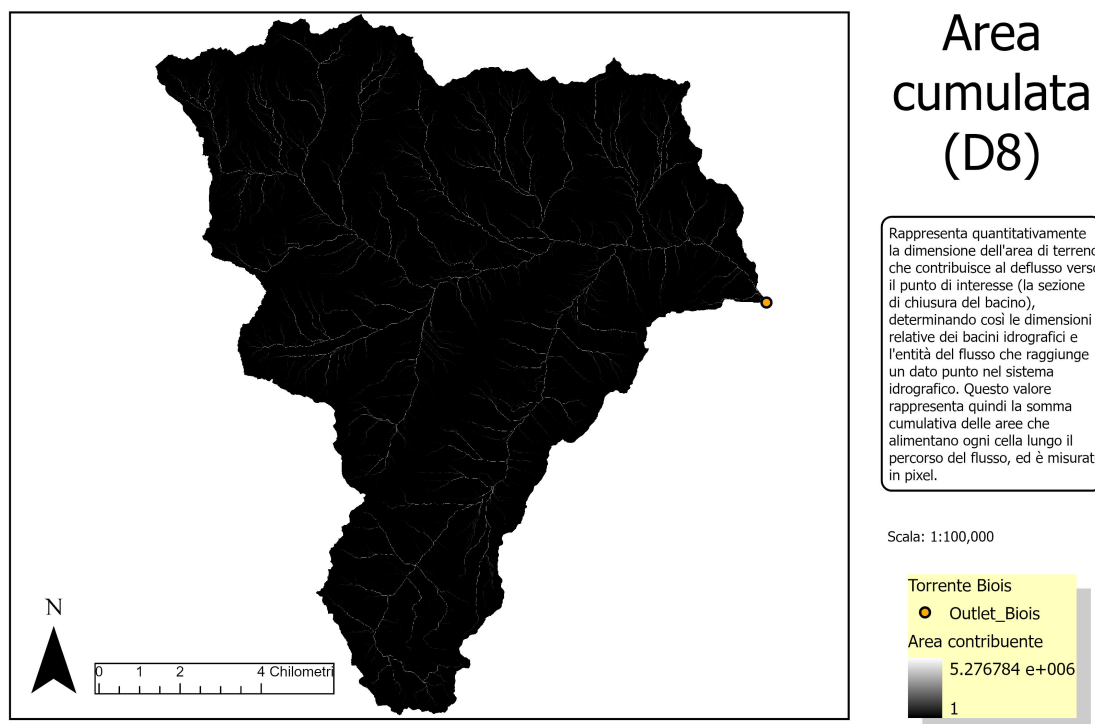 Area
cumulata
(D8)
Rappresenta quantitativamente
la dimensione dell'area di terreno
che contribuisce al deflusso verso
il punto di interesse (la sezione
di chiusura del bacino),
determinando così le dimensioni
relative dei bacini idrografici e
l'entità del flusso che raggiunge
un dato punto nel sistema
idrografico. Questo valore
rappresenta quindi la somma
cumulativa delle aree che
alimentano ogni cella lungo il
percorso del flusso, ed è misurat
in pixel.
Scala: 1:100,000
Torrente Biois
Outlet_Biois
Area contribuente
5.276784 e+006
1
N
0 1 2 4 Chilometri